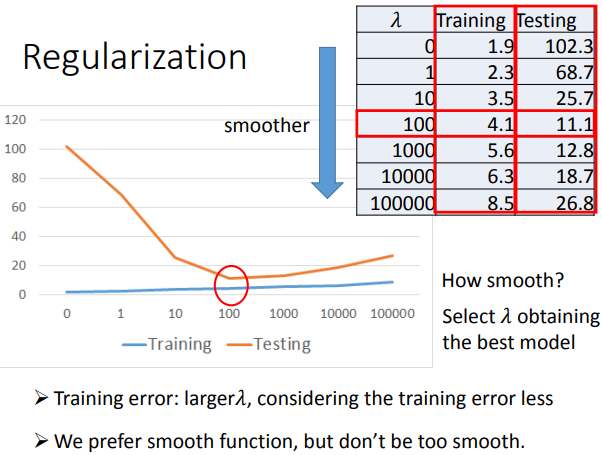 Regularization
smoother
λ Training Testing
0 1.9 102.3
1 2.3 68.7
10 3.5 25.7
100 4.1 11.1
1000 5.6 12.8
10000 6.3 18.7
100000 8.5 26.8
120
100
80
60
40
20
0
0 1 10 100 1000 10000 100000
Training Testing
How smooth?
Select λ obtaining
the best model
➢ Training error: largerλ, considering the training error less
➢ We prefer smooth function, but don’t be too smooth.